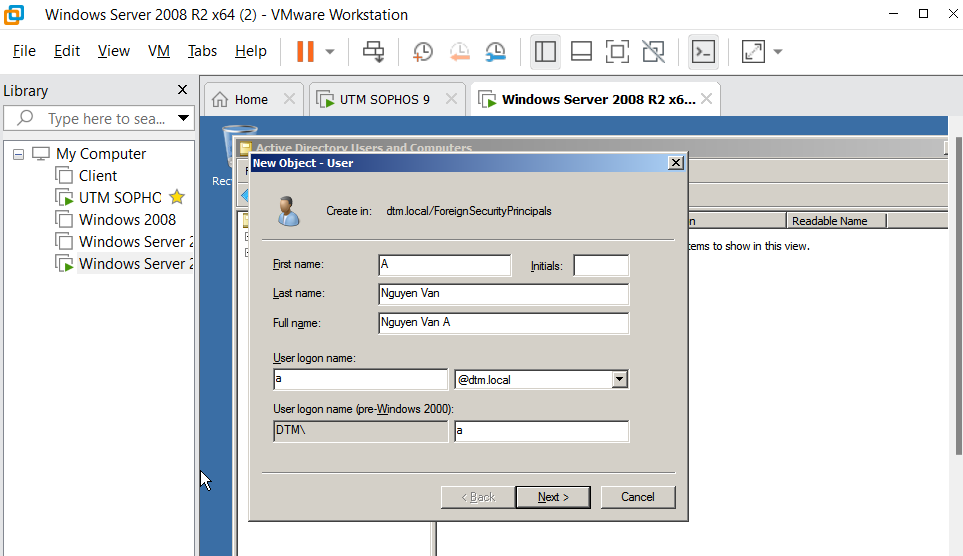 Windows Server 2008 R2 x64 (2) - VMware Workstation
File Edit View VM Tabs Help
Library
Type here to sea...
My Computer
Client
UTM SOPHO
Windows 2008
Windows Server 2
Windows Server 2
Home
UTM SOPHOS 9
Windows Server 2008 R2 x6...
Recy
Active Directory Users and Computers
New Object - User
Create in: dtm.local/ForeignSecurityPrincipals
First name: A Initials:
Last name: Nguyen Van
Full name: Nguyen Van A
User logon name:
a @dtm.local
User logon name (pre-Windows 2000):
DTM\ a
< Back Next > Cancel
Readable Name
tems to show in this view.